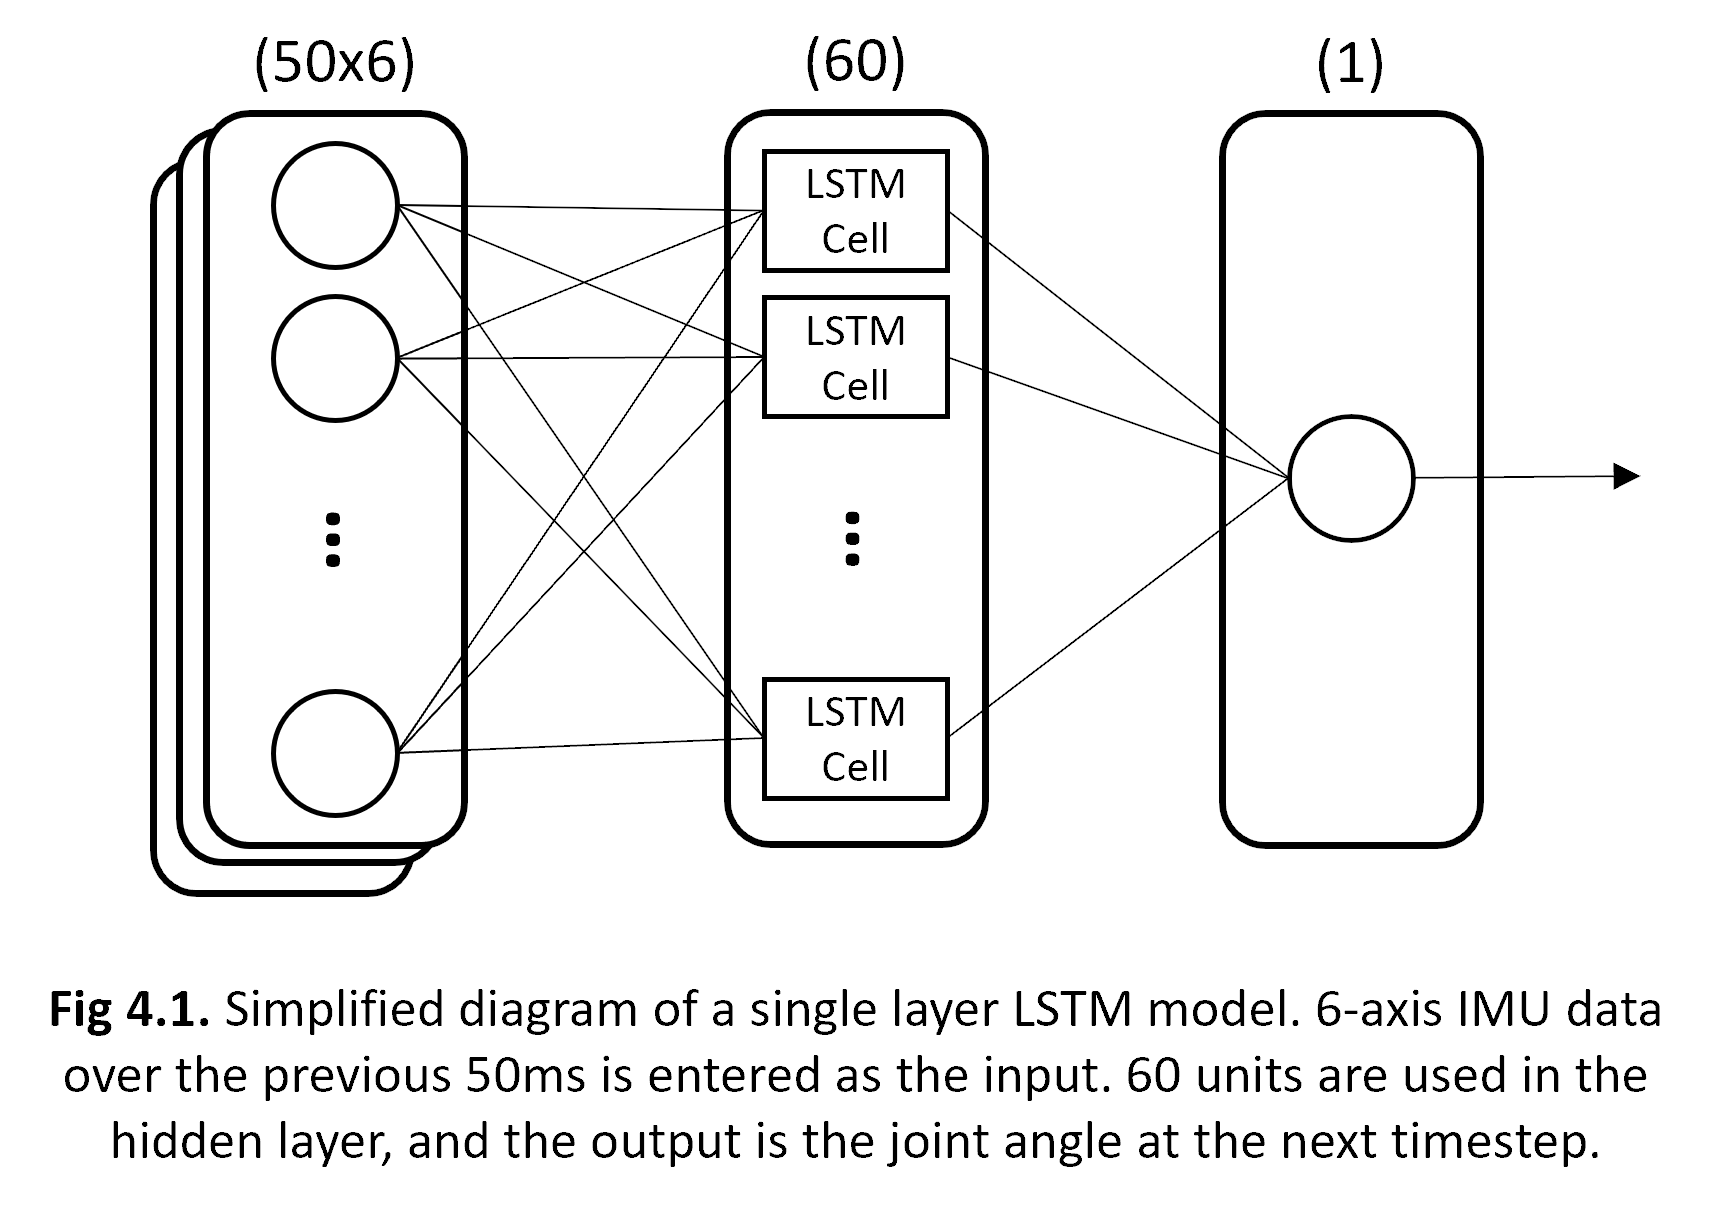 (50x6) (60) (1)
LSTM
Cell
LSTM
Cell
LSTM
Cell
Fig 4.1. Simplified diagram of a single layer LSTM model. 6-axis IMU data
over the previous 50ms is entered as the input. 60 units are used in the
hidden layer, and the output is the joint angle at the next timestep.